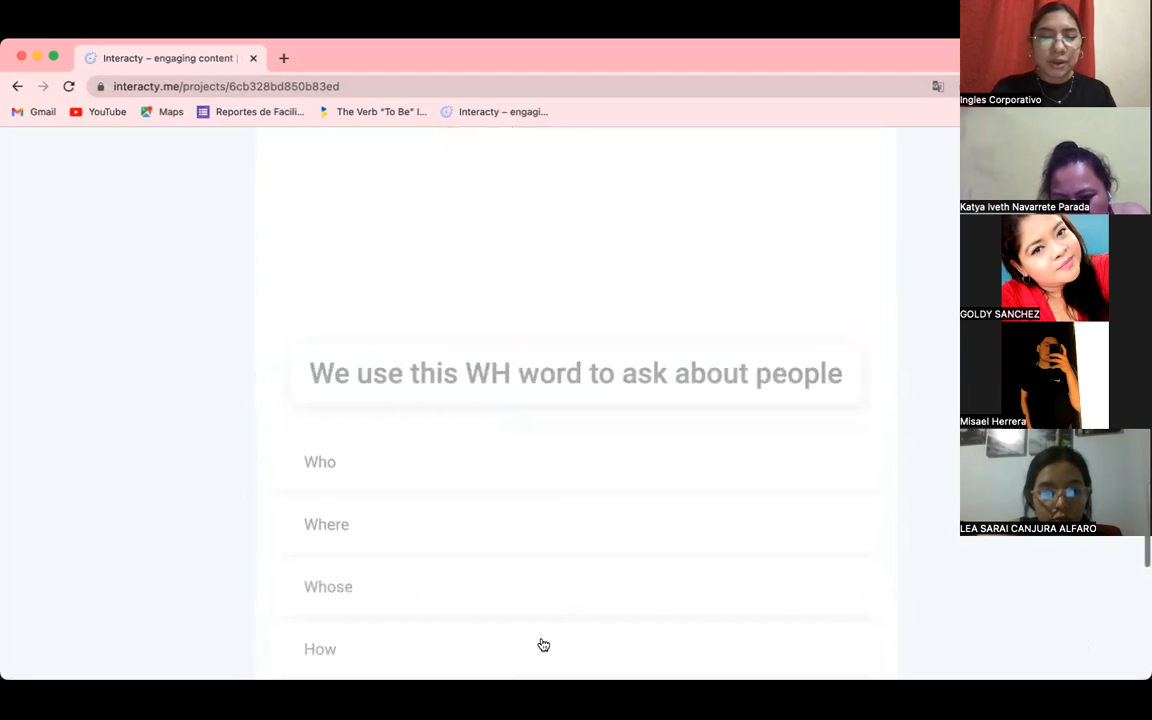 Interacty – engaging content |
interacty.me/projects/6cb328bd850b83ed
Gmail
YouTube
Maps
Reportes de Facili...
The Verb "To Be" I...
Interacty – engagi...
We use this WH word to ask about people
Who
Where
Whose
How
Ingles Corporativo
Katya Iveth Navarrete Parada
GOLDY SANCHEZ
Misael Herrera
LEA SARAI CANJURA ALFARO